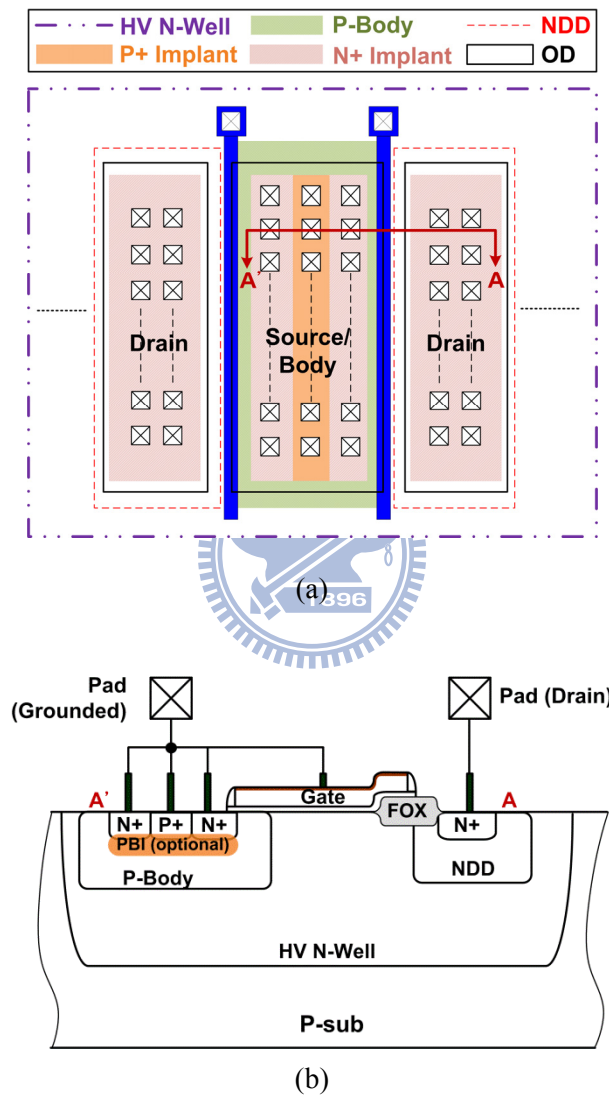 HV N-Well P-Body NDD
P+ Implant N+ Implant OD
A' A
Drain Source/ Drain
Body
1896
(a)
Pad
(Grounded)
Pad (Drain)
A' A
Gate
FOX
N+ P+ N+ N+
PBI (optional)
P-Body NDD
HV N-Well
P-sub
(b)